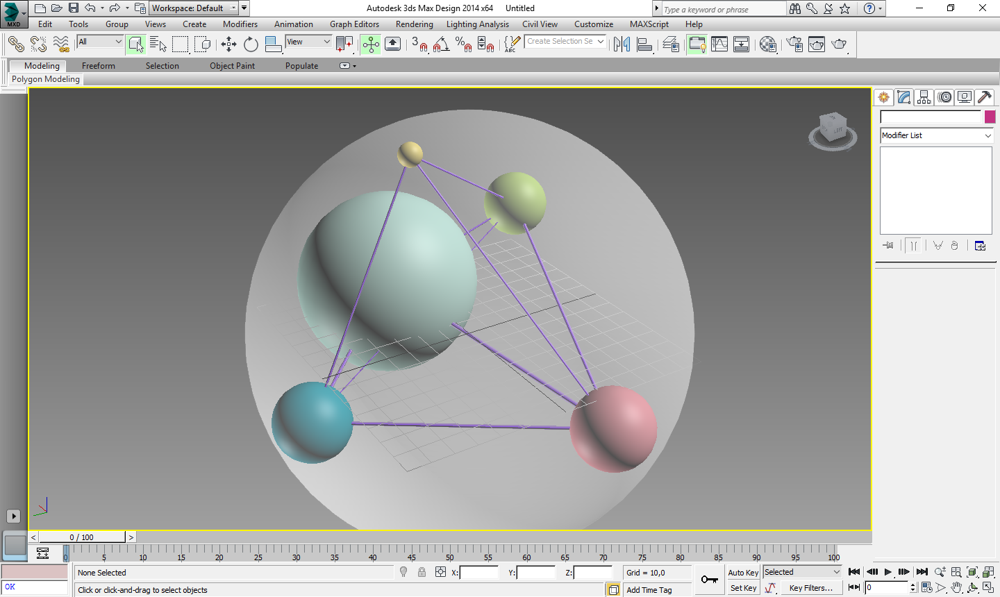 Autodesk 3ds Max Design 2014 x64 Untitled
Workspace: Default
Type a keyword or phrase
MXD
Edit Tools Group Views Create Modifiers Animation Graph Editors Rendering Lighting Analysis Civil View Customize MAXScript Help
All
View
3
%
ABC
Create Selection Se
Modeling Freeform Selection Object Paint Populate
Polygon Modeling
LEFT
Modifier List
< 0 / 100 >
0 5 10 15 20 25 30 35 40 45 50 55 60 65 70 75 80 85 90 95 100
None Selected X: Y: Z: Grid = 10,0 Auto Key Selected
OK Click or click-and-drag to select objects Add Time Tag Set Key Key Filters... 0